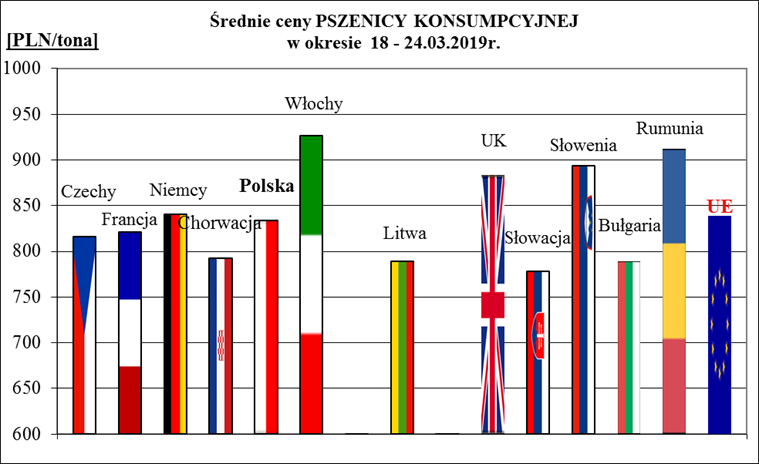 Średnie ceny PSZENICY KONSUMPCYJNEJ
w okresie 18 - 24.03.2019r.
[PLN/tona]
1000
950
900
850
800
750
700
650
600
Czechy
Francja
Niemcy
Chorwacja
Polska
Włochy
Litwa
UK
Słowacja
Słowenia
Bułgaria
Rumunia
UE